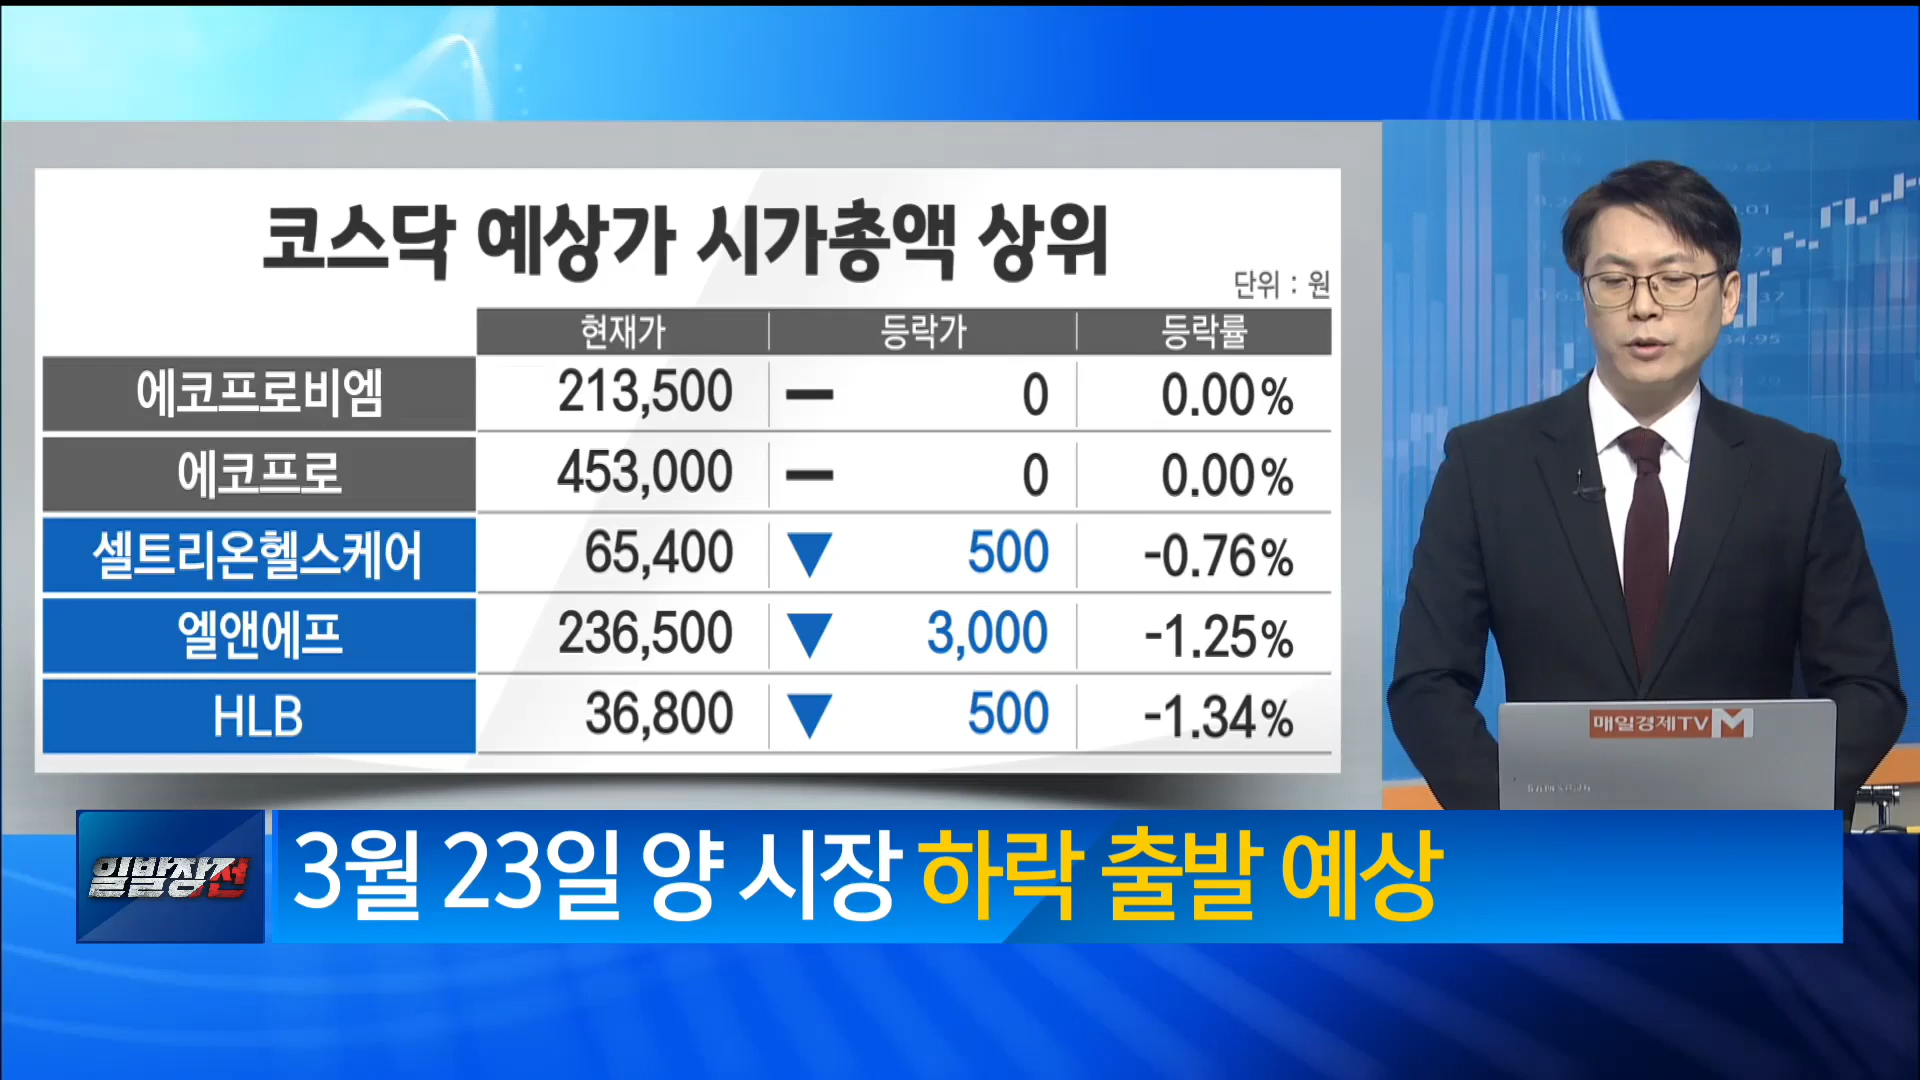 코스닥 예상가 시가총액 상위
단위 : 원
현재가 등락가 등락률
에코프로비엠 213,500 ━ 0 0.00%
에코프로 453,000 ━ 0 0.00%
셀트리온헬스케어 65,400 ▼ 500 -0.76%
엘앤에프 236,500 ▼ 3,000 -1.25%
HLB 36,800 ▼ 500 -1.34%
매일경제TV M
일발장전
3월 23일 양 시장 하락 출발 예상